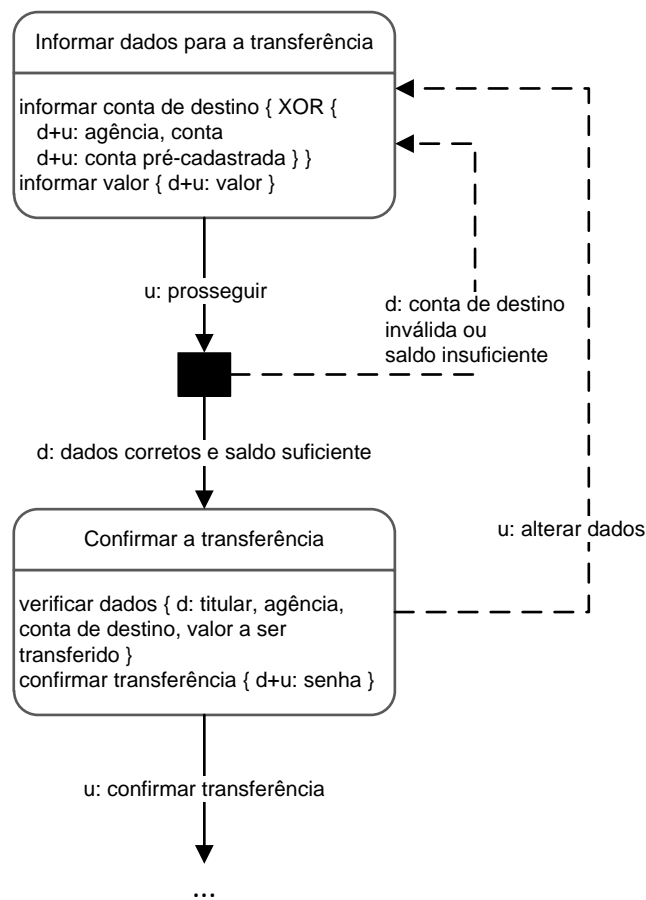 Informar dados para a transferência
informar conta de destino { XOR {
d+u: agência, conta
d+u: conta pré-cadastrada } }
informar valor { d+u: valor }
u: prosseguir
d: conta de destino
inválida ou
saldo insuficiente
d: dados corretos e saldo suficiente
Confirmar a transferência
u: alterar dados
verificar dados { d: titular, agência,
conta de destino, valor a ser
transferido }
confirmar transferência { d+u: senha }
u: confirmar transferência
...